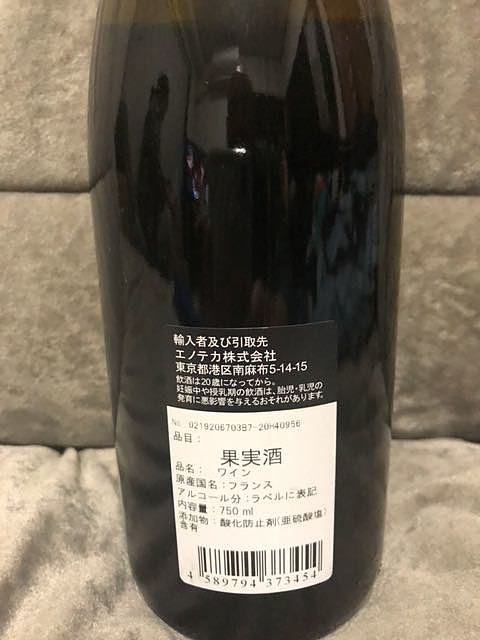 輸入者及び引取先
エノテカ株式会社
東京都港区南麻布5-14-15
飲酒は20歳になってから。
妊娠中や授乳期の飲酒は、胎児・乳児の
発育に悪影響を与えるおそれがあります。
No. 0219206703B7-20H40956
品目：
果実酒
品名： ワイン
原産国名：フランス
アルコール分：ラベルに表記
内容量：750 ml
添加物：酸化防止剤(亜硫酸塩)
含有
4 589794 373454